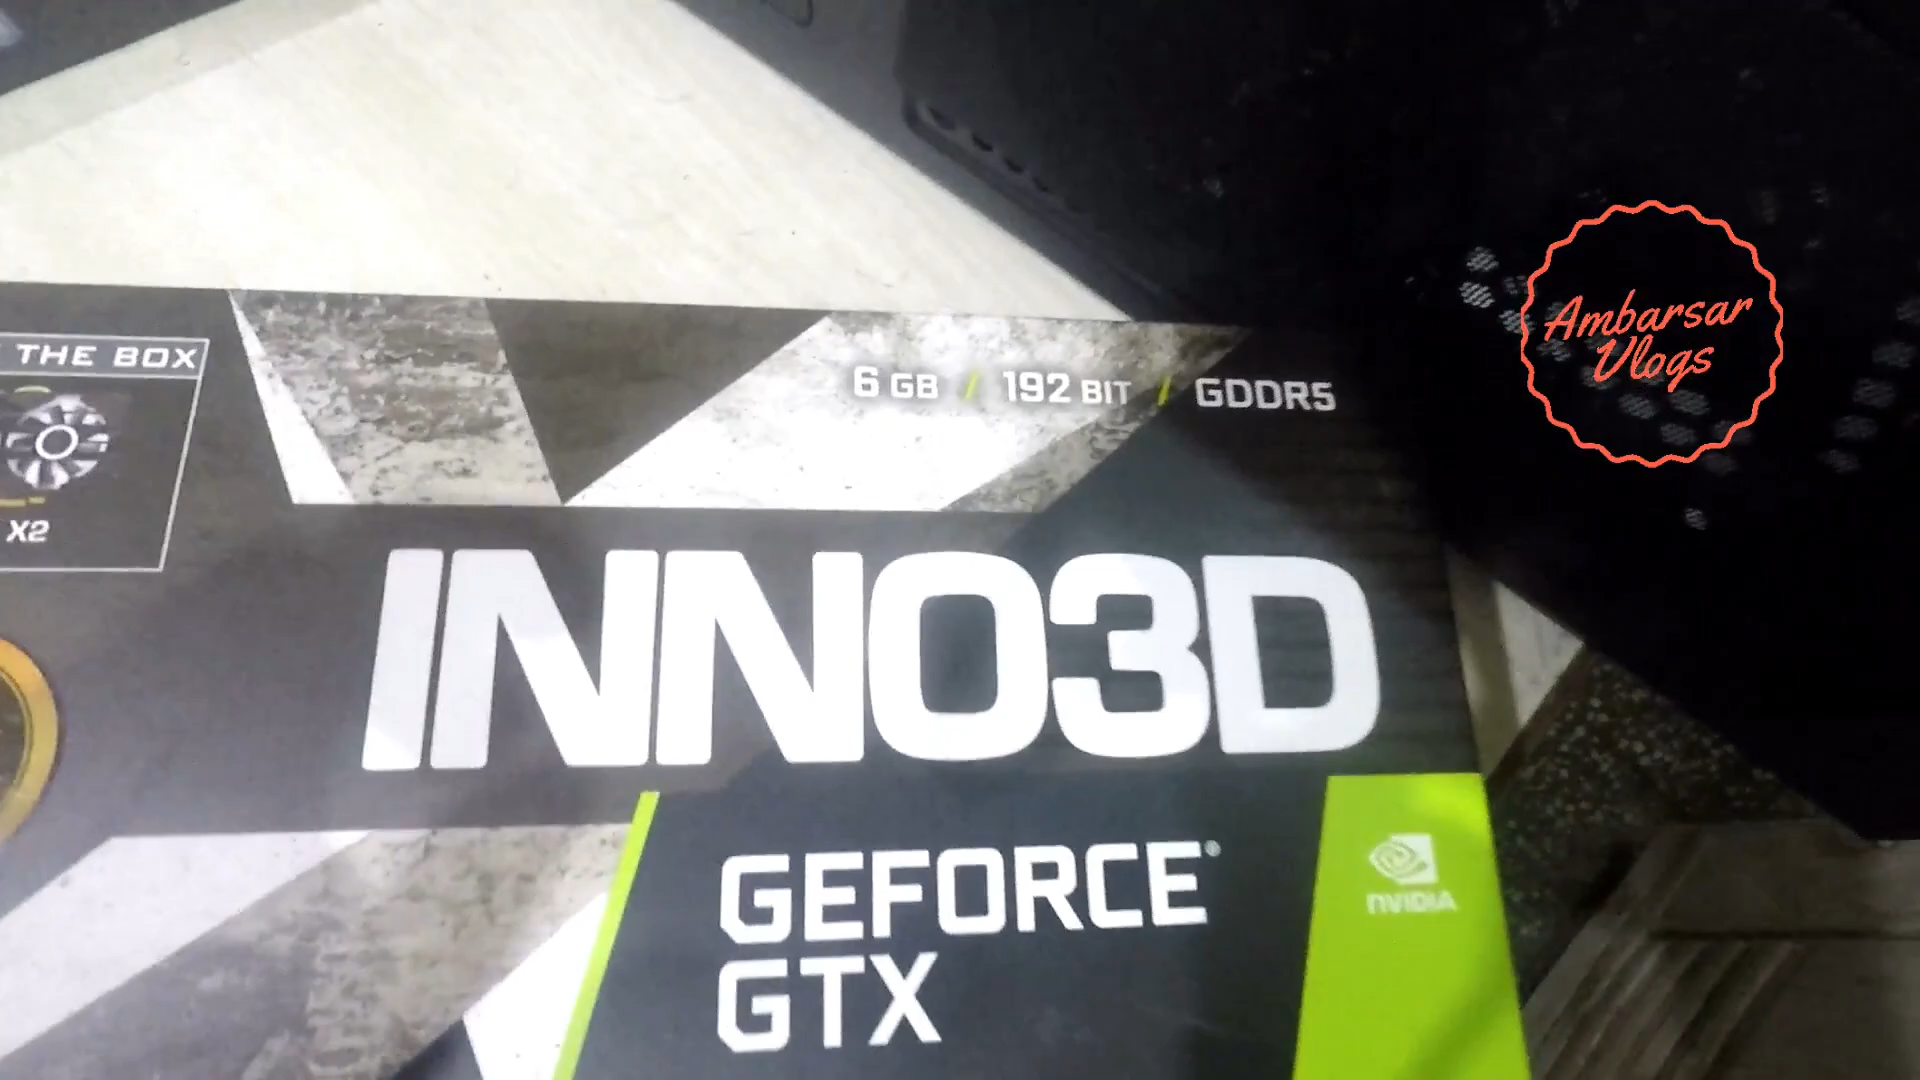 THE BOX
X2
6 GB / 192 BIT / GDDR5
INNO3D
GEFORCE®
GTX
NVIDIA
Ambarsar
Vlogs